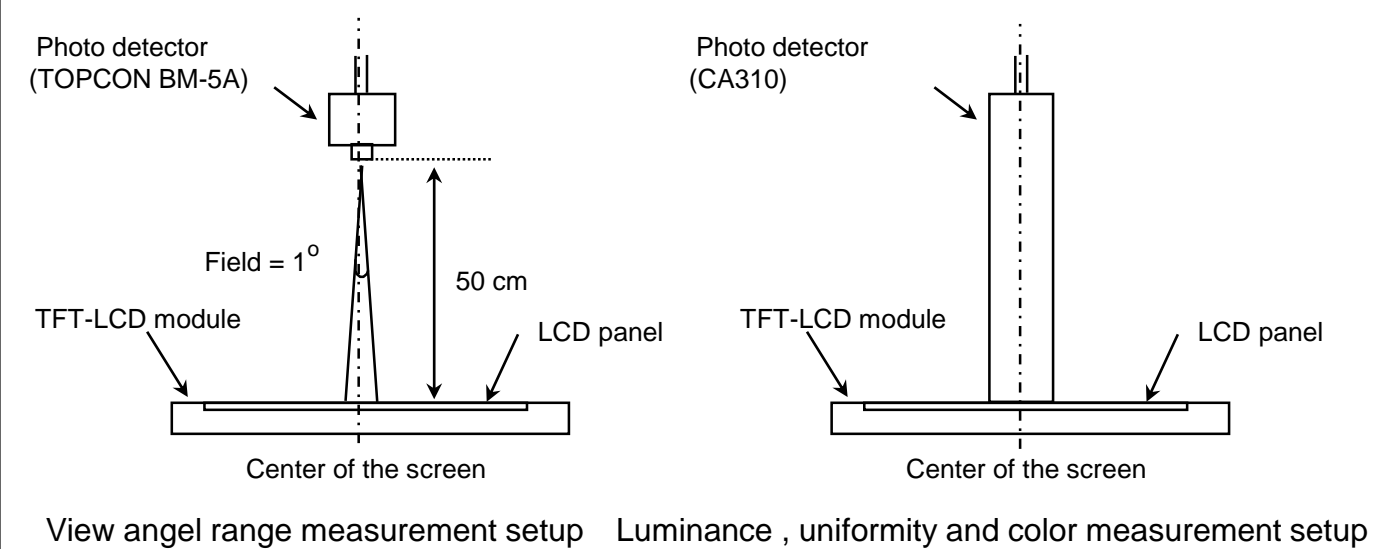 Photo detector
(TOPCON BM-5A)
Field = 1°
50 cm
TFT-LCD module
LCD panel
Center of the screen
View angel range measurement setup
Photo detector
(CA310)
TFT-LCD module
LCD panel
Center of the screen
Luminance , uniformity and color measurement setup